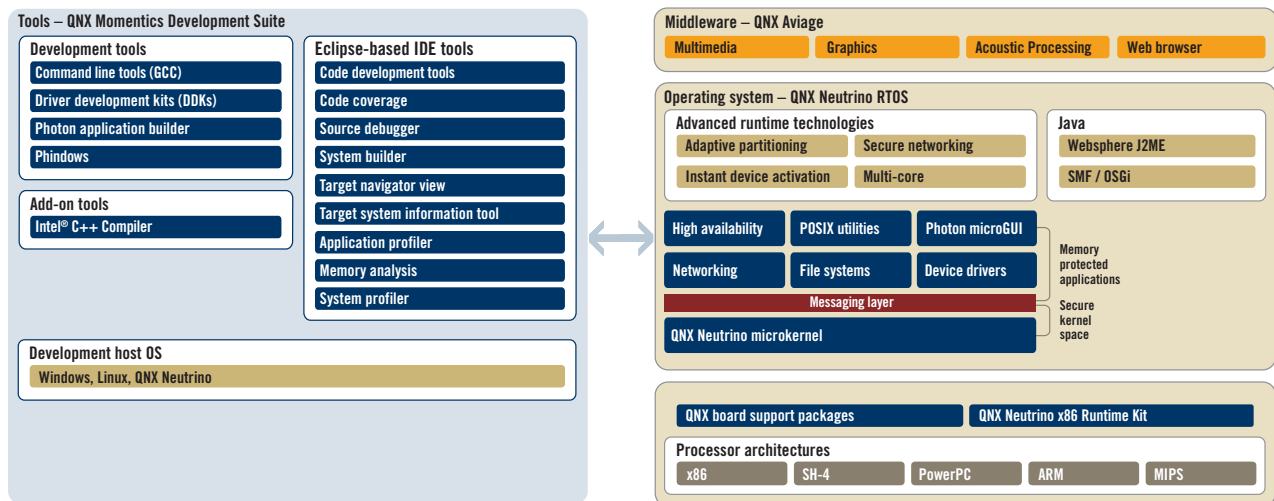 Tools – QNX Momentics Development Suite
Development tools
Command line tools (GCC)
Driver development kits (DDKs)
Photon application builder
Phindows
Add-on tools
Intel® C++ Compiler
Eclipse-based IDE tools
Code development tools
Code coverage
Source debugger
System builder
Target navigator view
Target system information tool
Application profiler
Memory analysis
System profiler
Development host OS
Windows, Linux, QNX Neutrino
Middleware – QNX Aviage
Multimedia
Graphics
Acoustic Processing
Web browser
Operating system – QNX Neutrino RTOS
Advanced runtime technologies
Adaptive partitioning
Secure networking
Instant device activation
Multi-core
Java
Websphere J2ME
SMF / OSGi
High availability
POSIX utilities
Photon microGUI
Networking
File systems
Device drivers
Messaging layer
QNX Neutrino microkernel
Memory
protected
applications
Secure
kernel
space
QNX board support packages
QNX Neutrino x86 Runtime Kit
Processor architectures
x86
SH-4
PowerPC
ARM
MIPS